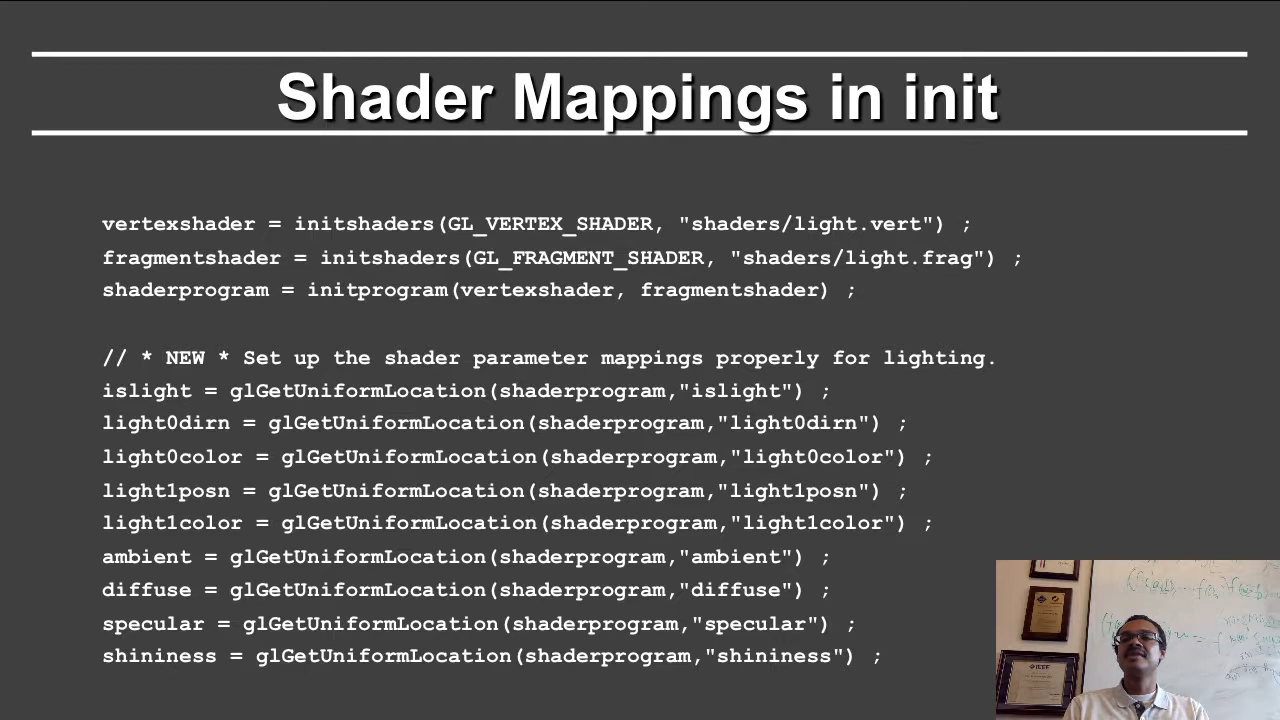 Shader Mappings in init
vertexshader = initshaders(GL_VERTEX_SHADER, "shaders/light.vert") ;
fragmentshader = initshaders(GL_FRAGMENT_SHADER, "shaders/light.frag") ;
shaderprogram = initprogram(vertexshader, fragmentshader) ;
// * NEW * Set up the shader parameter mappings properly for lighting.
islight = glGetUniformLocation(shaderprogram,"islight") ;
light0dirn = glGetUniformLocation(shaderprogram,"light0dirn") ;
light0color = glGetUniformLocation(shaderprogram,"light0color") ;
light1posn = glGetUniformLocation(shaderprogram,"light1posn") ;
light1color = glGetUniformLocation(shaderprogram,"light1color") ;
ambient = glGetUniformLocation(shaderprogram,"ambient") ;
diffuse = glGetUniformLocation(shaderprogram,"diffuse") ;
specular = glGetUniformLocation(shaderprogram,"specular") ;
shininess = glGetUniformLocation(shaderprogram,"shininess") ;
IEEE